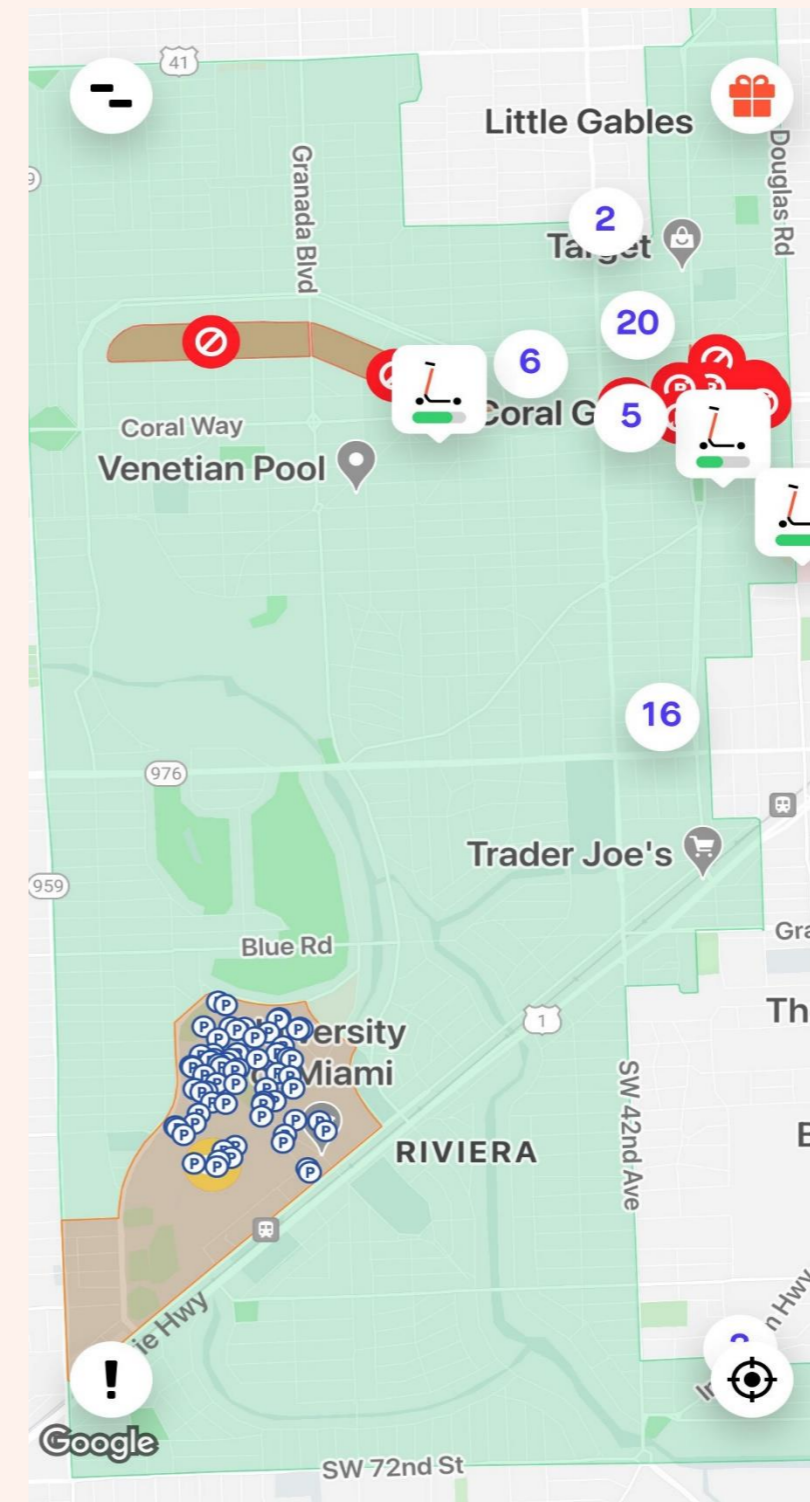 41
Little Gables
Douglas Rd
Granada Blvd
9
2
Target
20
6
Coral G
5
Coral Way
Venetian Pool
16
976
Trader Joe's
959
Blue Rd
Gra
Th
1
ersity
Miami
SW 42nd Ave
RIVIERA
B
P
ie Hwy
n Hwy
!
Google
SW 72nd St